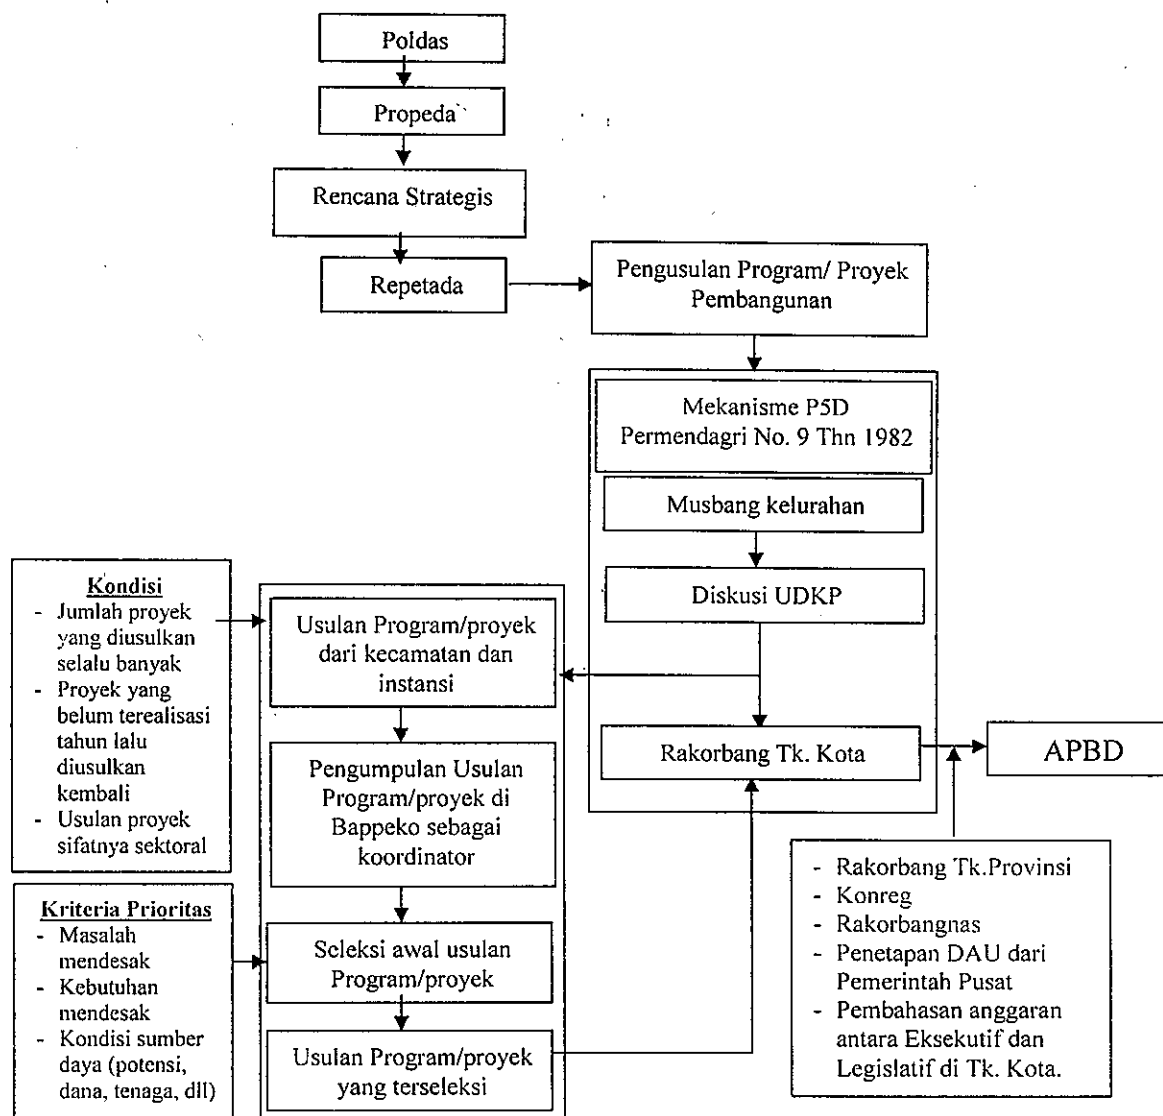 Poldas
Propeda
Rencana Strategis
Repetada
Pengusulan Program/ Proyek
Pembangunan
Mekanisme P5D
Permendagri No. 9 Thn 1982
Musbang kelurahan
Diskusi UDKP
Rakorbang Tk. Kota
APBD
Kondisi
- Jumlah proyek
yang diusulkan
selalu banyak
- Proyek yang
belum terealisasi
tahun lalu
diusulkan
kembali
- Usulan proyek
sifatnya sektoral
Kriteria Prioritas
- Masalah
mendesak
- Kebutuhan
mendesak
- Kondisi sumber
daya (potensi,
dana, tenaga, dll)
Usulan Program/proyek
dari kecamatan dan
instansi
Pengumpulan Usulan
Program/proyek di
Bappeko sebagai
koordinator
Seleksi awal usulan
Program/proyek
Usulan Program/proyek
yang terseleksi
- Rakorbang Tk.Provinsi
- Konreg
- Rakorbangnas
- Penetapan DAU dari
Pemerintah Pusat
- Pembahasan anggaran
antara Eksekutif dan
Legislatif di Tk. Kota.